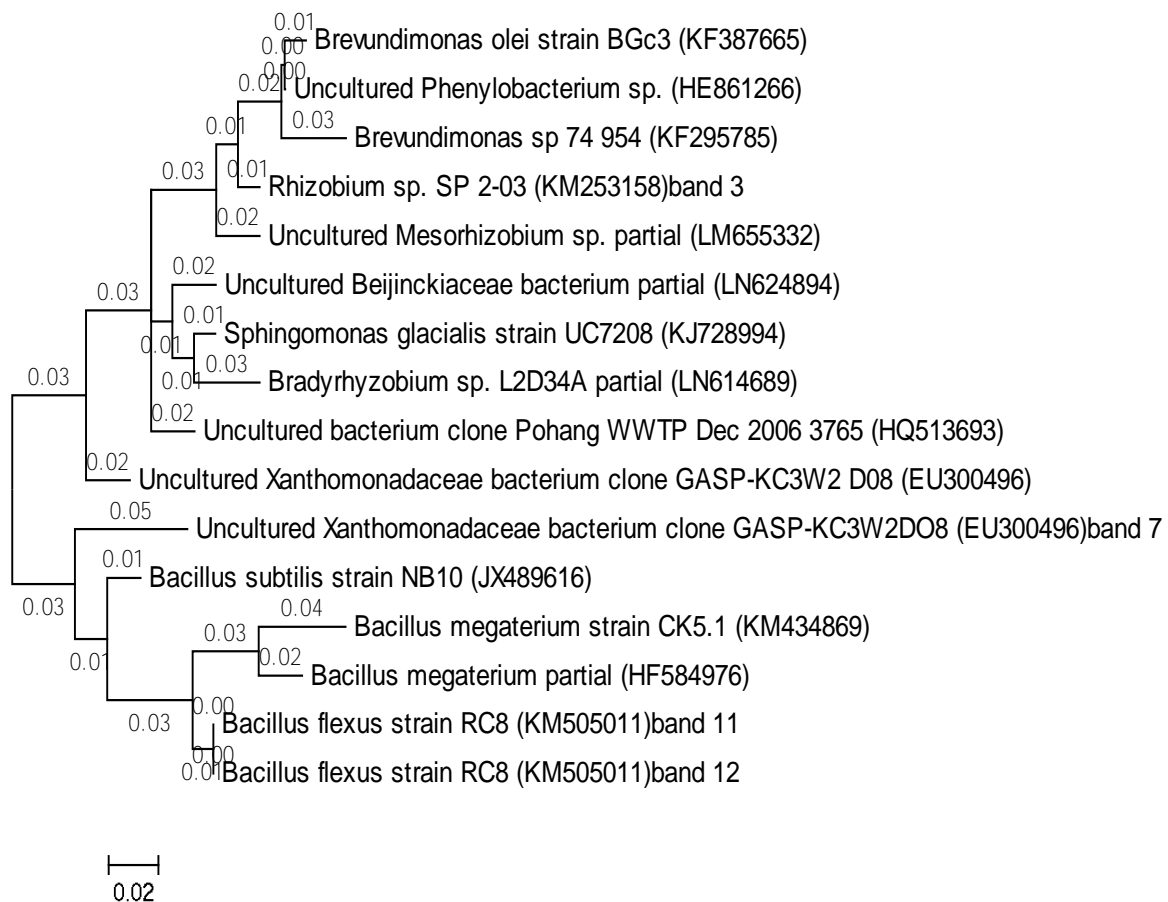 0.01
Brevundimonas olei strain BGc3 (KF387665)
0.00
0.00
Uncultured Phenylobacterium sp. (HE861266)
0.02
0.03
Brevundimonas sp 74 954 (KF295785)
0.01
0.01
Rhizobium sp. SP 2-03 (KM253158)band 3
0.03
0.02
Uncultured Mesorhizobium sp. partial (LM655332)
0.02
Uncultured Beijinckiaceae bacterium partial (LN624894)
0.03
0.01
Sphingomonas glacialis strain UC7208 (KJ728994)
0.01
0.03
Bradyrhyzobium sp. L2D34A partial (LN614689)
0.01
0.03
0.02
Uncultured bacterium clone Pohang WWTP Dec 2006 3765 (HQ513693)
0.02
Uncultured Xanthomonadaceae bacterium clone GASP-KC3W2 D08 (EU300496)
0.05
Uncultured Xanthomonadaceae bacterium clone GASP-KC3W2DO8 (EU300496)band 7
0.01
Bacillus subtilis strain NB10 (JX489616)
0.03
0.04
Bacillus megaterium strain CK5.1 (KM434869)
0.03
0.01
0.02
Bacillus megaterium partial (HF584976)
0.00
0.03
Bacillus flexus strain RC8 (KM505011)band 11
0.00
0.01
Bacillus flexus strain RC8 (KM505011)band 12
0.02